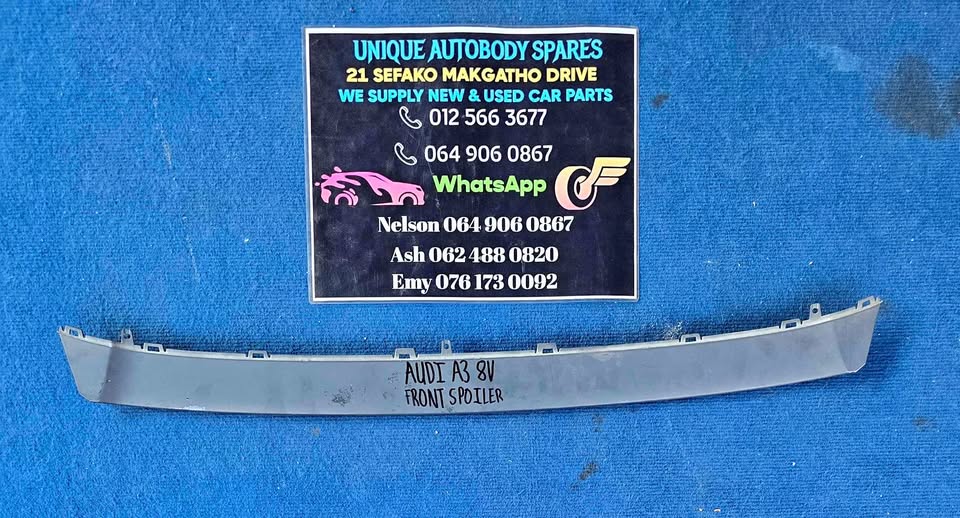 UNIQUE AUTOBODY SPARES
21 SEFAKO MAKGATHO DRIVE
WE SUPPLY NEW & USED CAR PARTS
012 566 3677
064 906 0867
WhatsApp
Nelson 064 906 0867
Ash 062 488 0820
Emy 076 173 0092
AUDI A3 8V
FRONT SPOILER